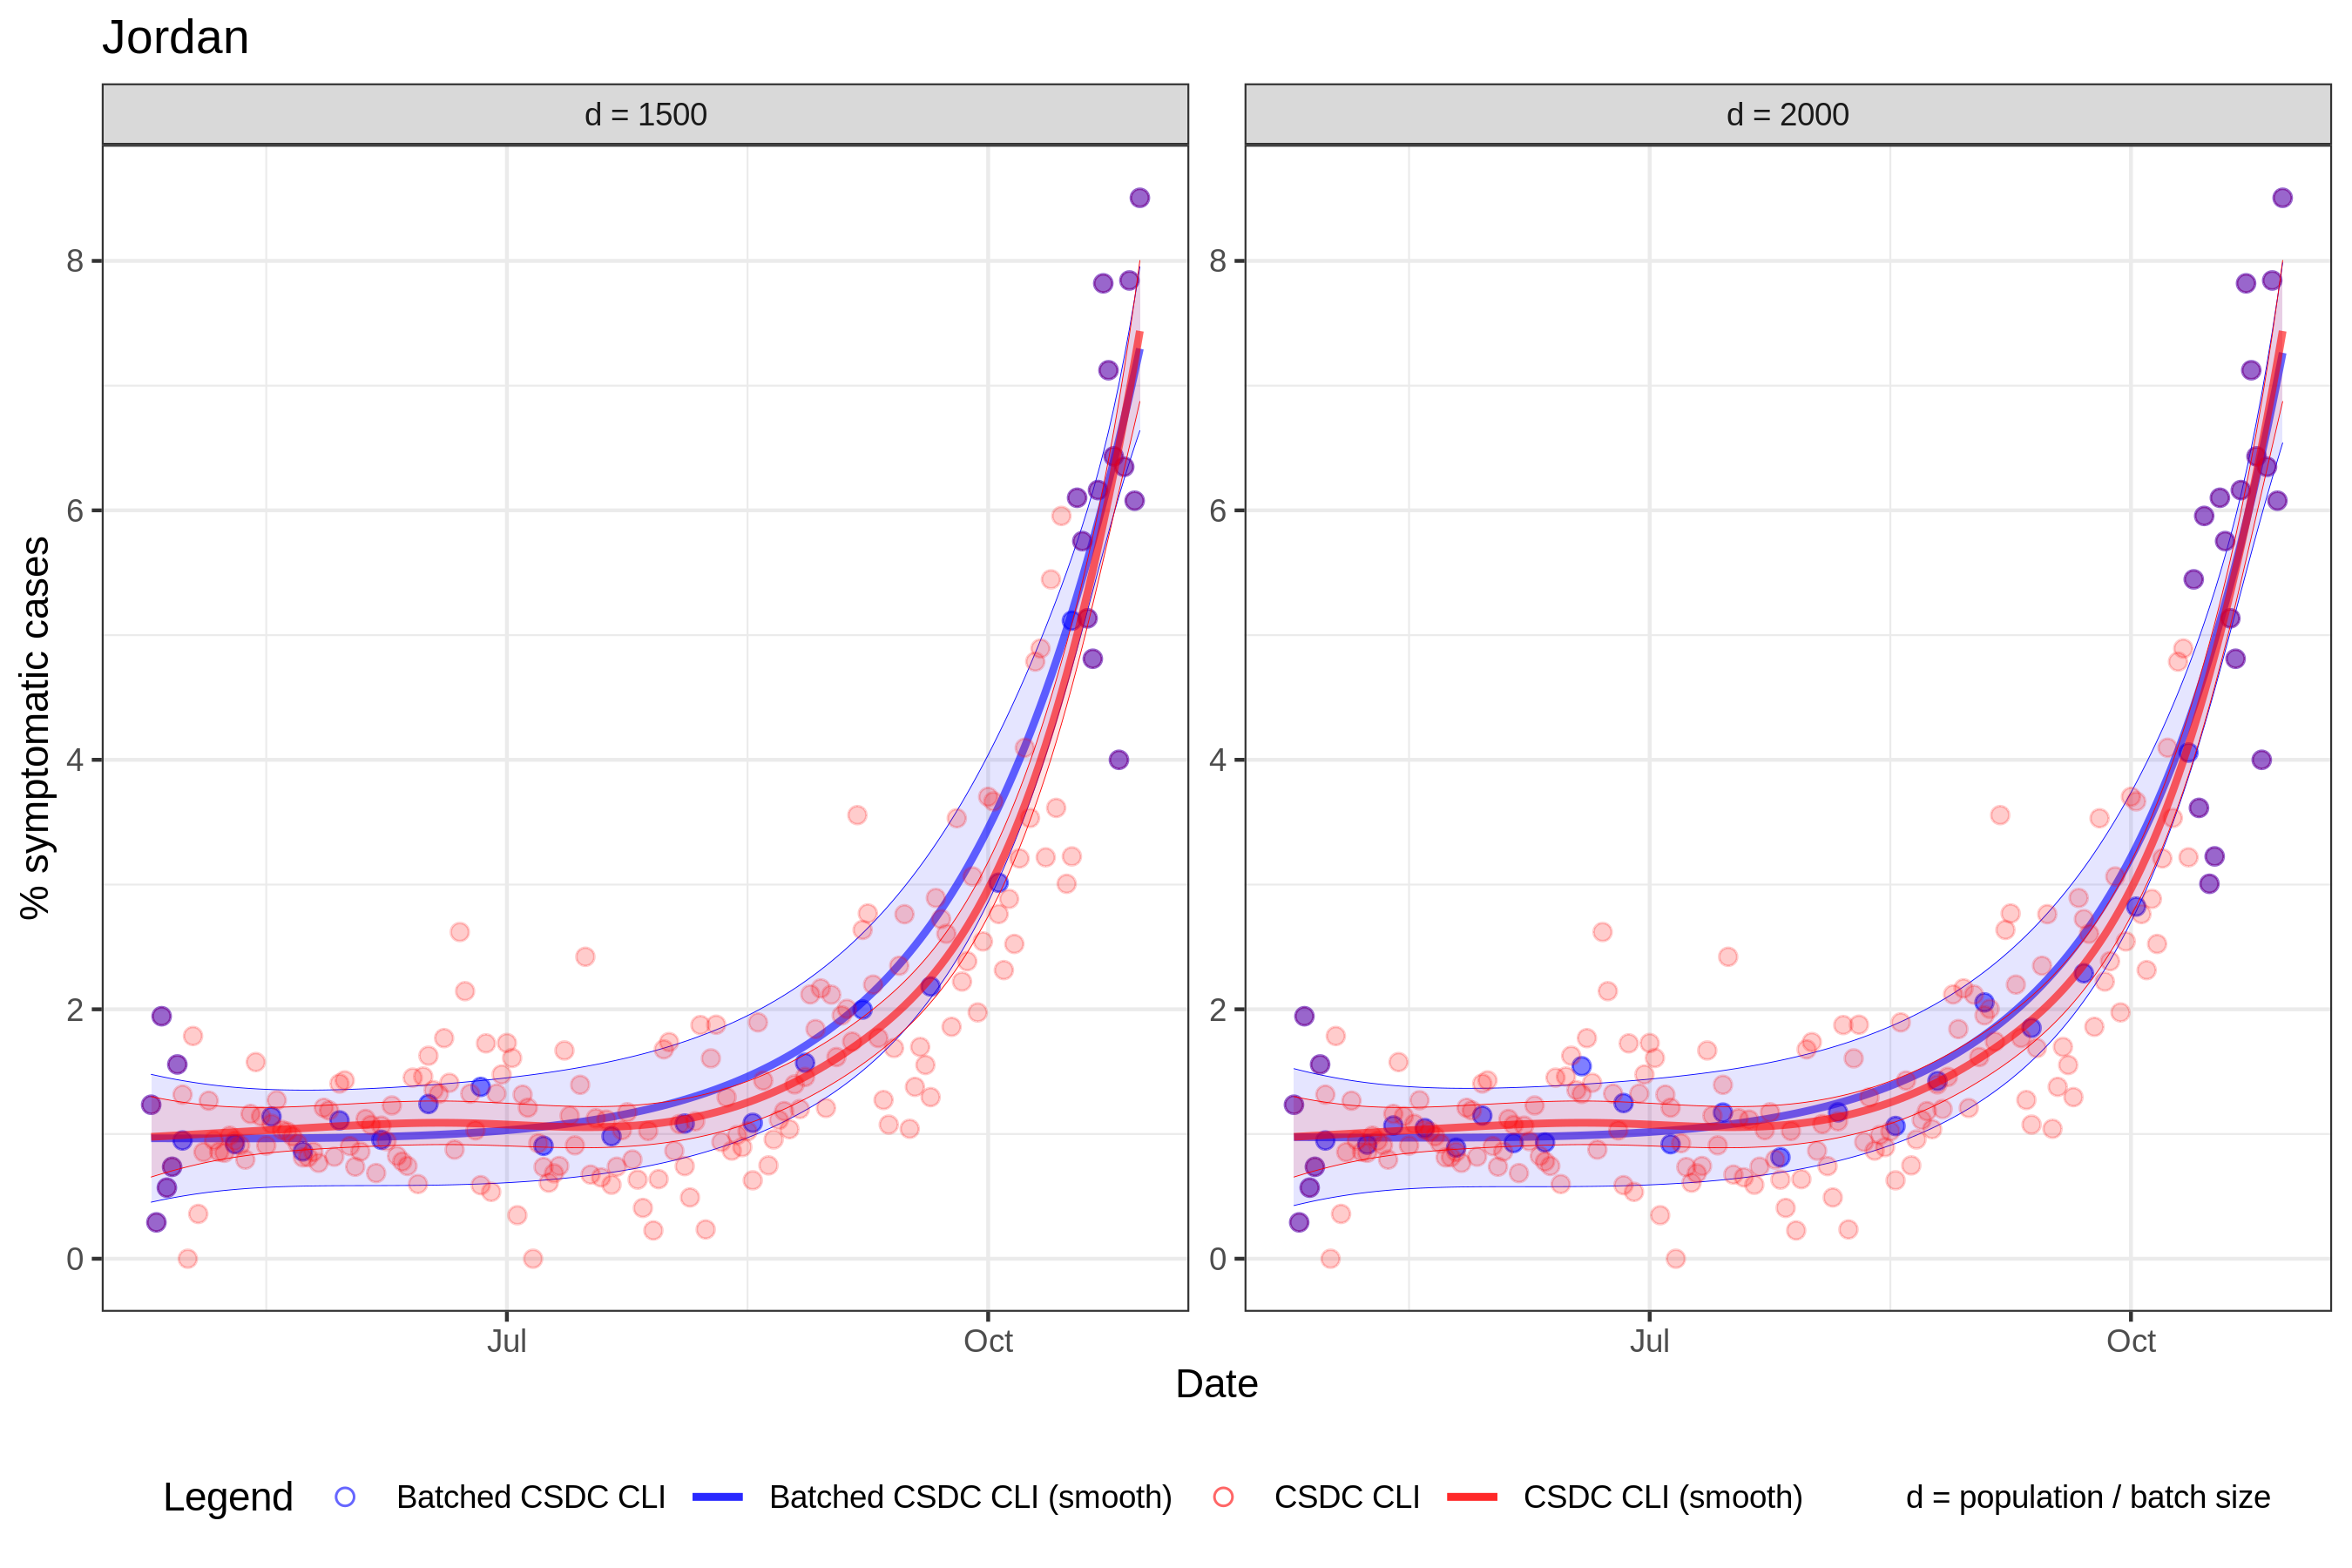 Jordan
d = 1500
d = 2000
% symptomatic cases
8
6
4
2
0
8
6
4
2
0
Jul
Oct
Jul
Oct
Date
Legend
Batched CSDC CLI
Batched CSDC CLI (smooth)
CSDC CLI
CSDC CLI (smooth)
d = population / batch size